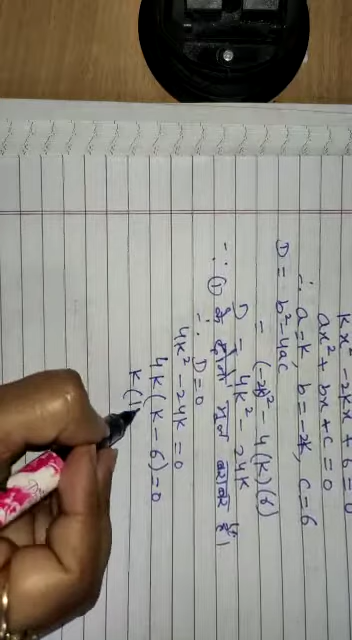 kx² - 2kx + 6 = 0
ax² + bx + c = 0
∴ a = k, b = -2k, c = 6
D = b² - 4ac
= (-2k)² - 4(k)(6)
D = 4k² - 24k
∵ ① के मूल बराबर हैं।
∴ D = 0
4k² - 24k = 0
4k(k - 6) = 0
k(